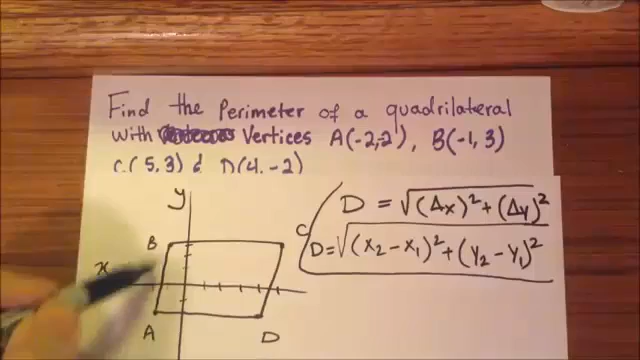 Find the Perimeter of a quadrilateral
with Vertices A(-2,-2), B(-1, 3)
C(5,3) & D(4,-2)
y
D = √(Δx)²+(Δy)²
C
B
D=√(x₂-x₁)²+(y₂-y₁)²
x
A
D